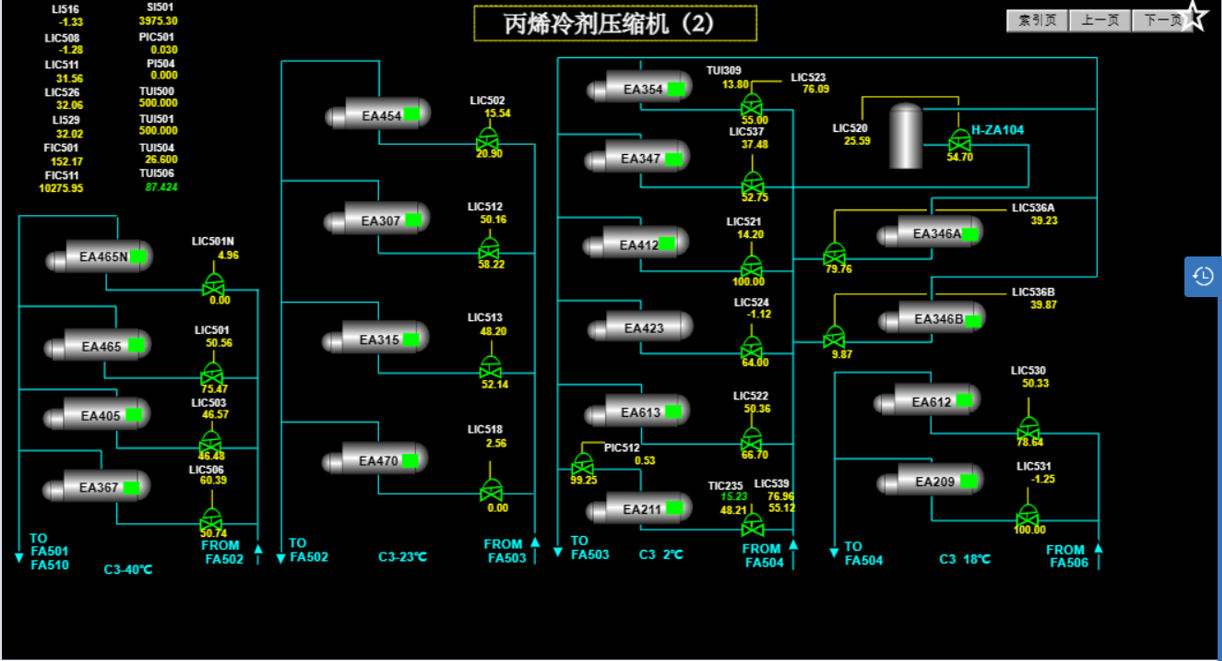 丙烯冷剂压缩机（2）
索引页 上一页 下一页
LI516 SI501
-1.33 3975.30
LIC508 PIC501
-1.28 0.030
LIC511 PI504
31.56 0.000
LIC526 TUI500
32.06 500.000
LI529 TUI501
32.02 500.000
FIC501 TUI504
152.17 26.600
FIC511 TUI506
10275.95 87.424
EA465N
LIC501N
4.96
0.00
EA465
LIC501
50.56
75.47
EA405
LIC503
46.57
46.48
EA367
LIC506
60.39
50.74
TO
FA501
FA510
C3-40℃
FROM
FA502
EA454
LIC502
15.54
20.90
EA307
LIC512
50.16
58.22
EA315
LIC513
48.20
52.14
EA470
LIC518
2.56
0.00
TO
FA502
C3-23℃
FROM
FA503
EA354
TUI309
13.80
LIC523
76.09
55.00
EA347
LIC537
37.48
52.75
EA412
LIC521
14.20
100.00
EA423
LIC524
-1.12
64.00
EA613
LIC522
50.36
66.70
PIC512
0.53
99.25
EA211
TIC235 LIC539
15.23 76.96
48.21 55.12
TO
FA503
C3 2℃
FROM
FA504
LIC520
25.59
H-ZA104
54.70
EA346A
LIC536A
39.23
79.76
EA346B
LIC536B
39.87
9.87
EA612
LIC530
50.33
78.64
EA209
LIC531
-1.25
100.00
TO
FA504
C3 18℃
FROM
FA506